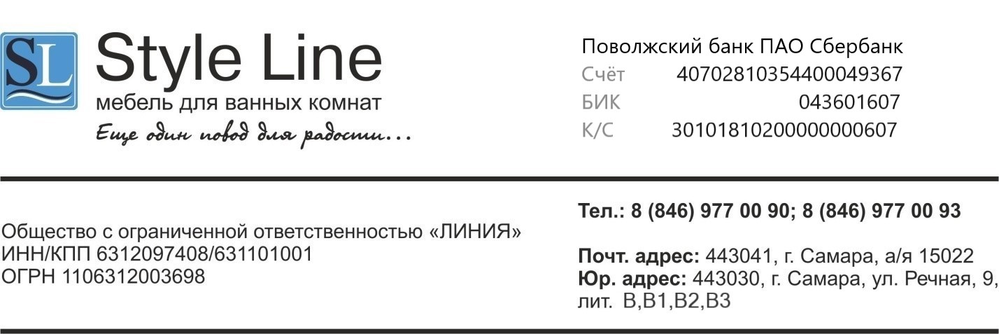 SL
Style Line
мебель для ванных комнат
Еще один повод для радости...
Поволжский банк ПАО Сбербанк
Счёт 40702810354400049367
БИК 043601607
К/С 30101810200000000607
Общество с ограниченной ответственностью «ЛИНИЯ»
ИНН/КПП 6312097408/631101001
ОГРН 1106312003698
Тел.: 8 (846) 977 00 90; 8 (846) 977 00 93
Почт. адрес: 443041, г. Самара, а/я 15022
Юр. адрес: 443030, г. Самара, ул. Речная, 9,
лит. В,В1,В2,В3